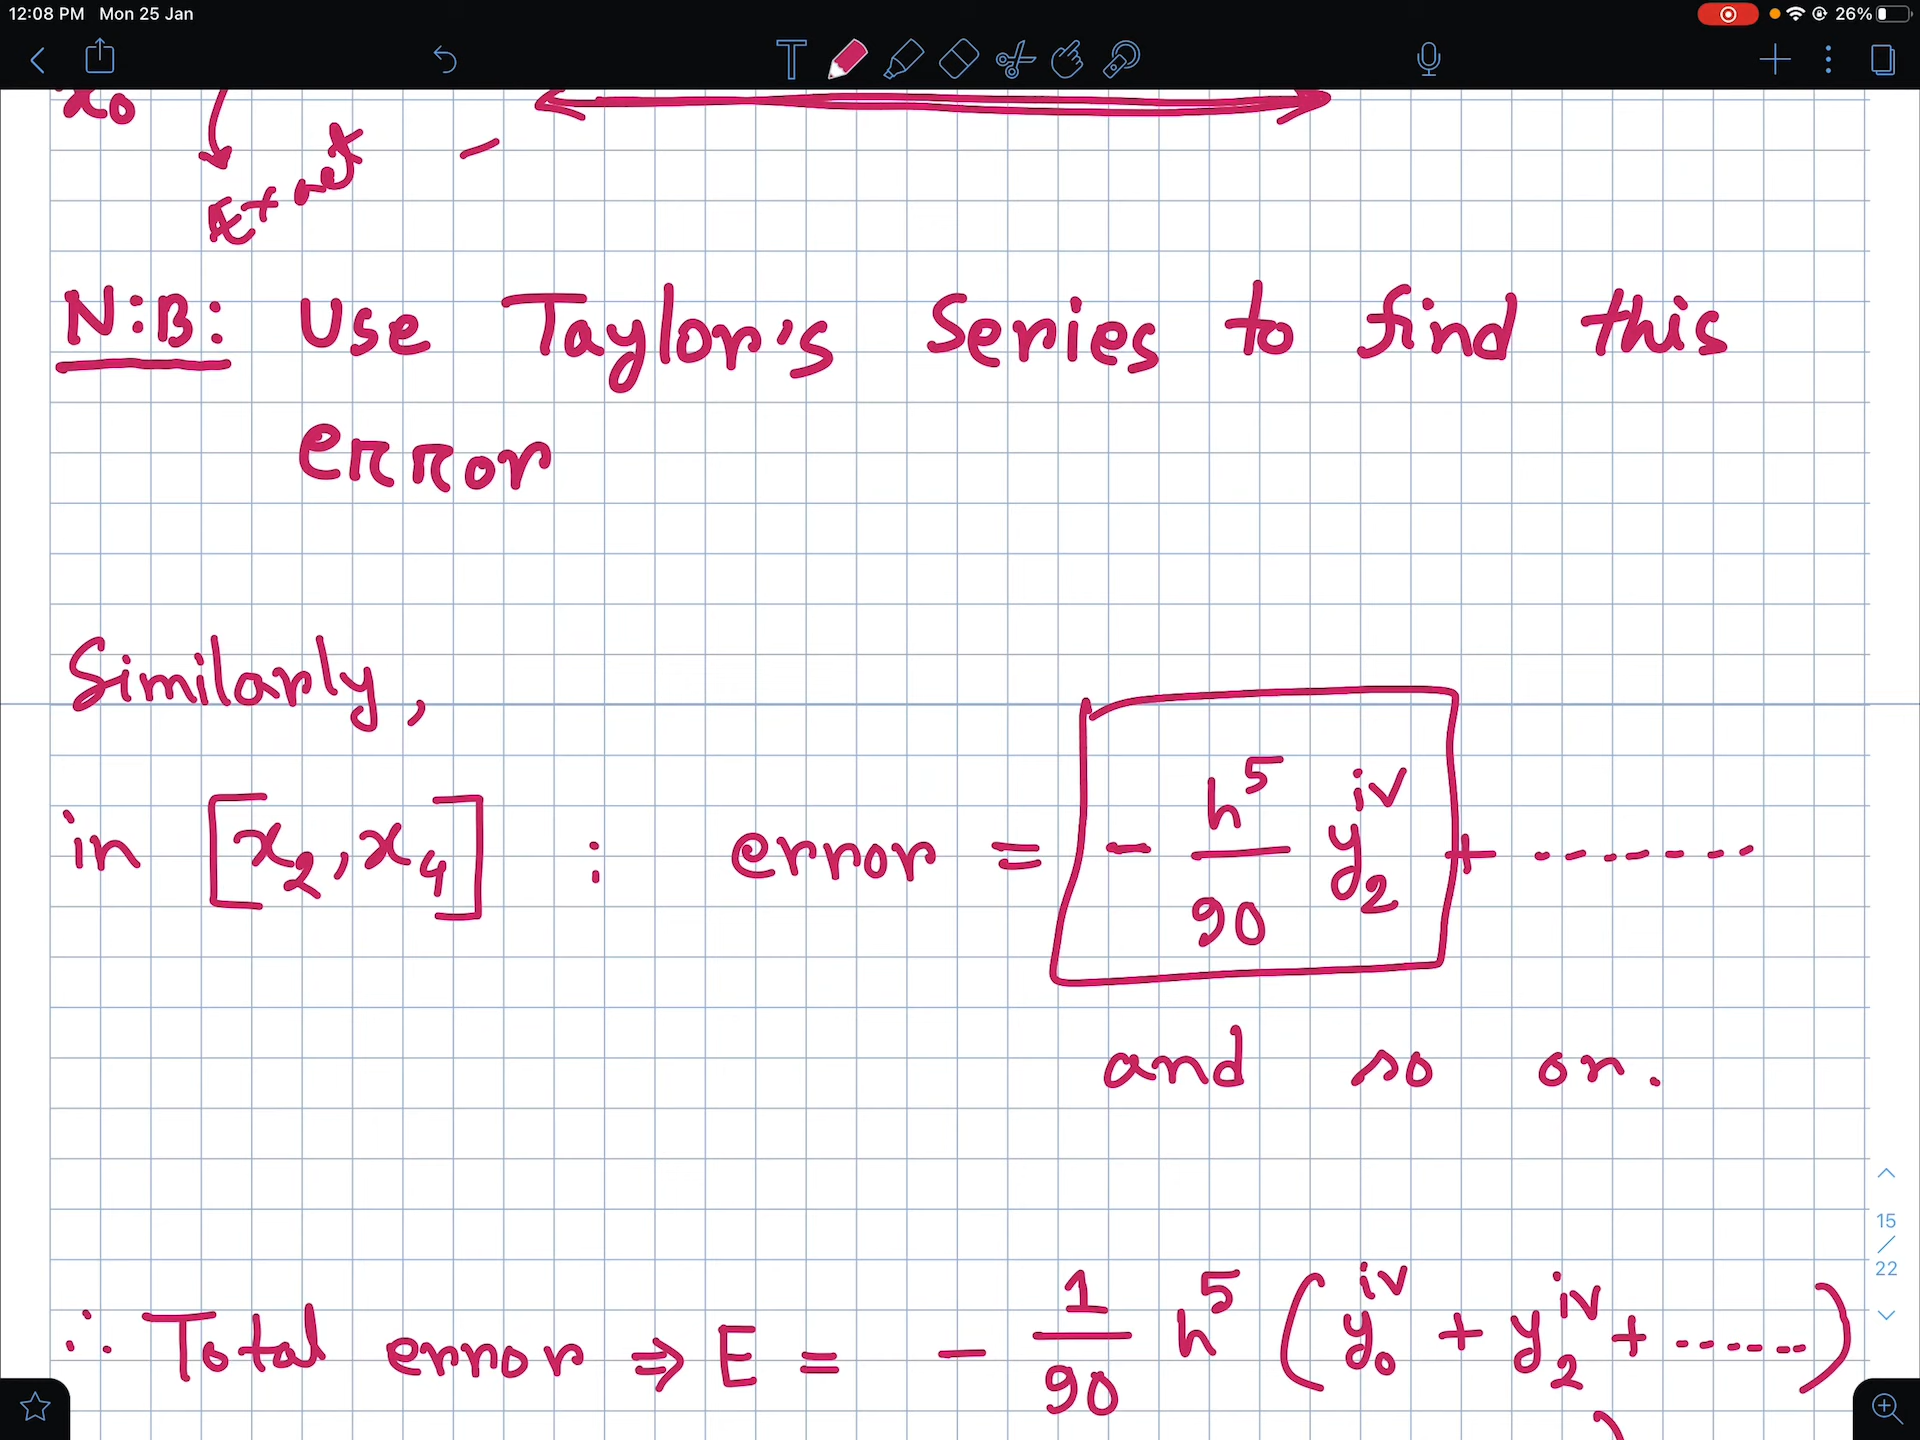 12:08 PM Mon 25 Jan
26%
x₀
Exact
N:B: Use Taylor's Series to find this
error
Similarly,
in [x₂, x₄] : error = - h⁵/90 y₂^iv + --------
and so on.
15
/
22
∴ Total error ⇒ E = - 1/90 h⁵ (y₀^iv + y₂^iv + ------)